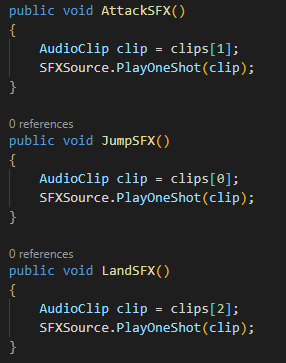 public void AttackSFX()
{
    AudioClip clip = clips[1];
    SFXSource.PlayOneShot(clip);
}
0 references
public void JumpSFX()
{
    AudioClip clip = clips[0];
    SFXSource.PlayOneShot(clip);
}
0 references
public void LandSFX()
{
    AudioClip clip = clips[2];
    SFXSource.PlayOneShot(clip);
}